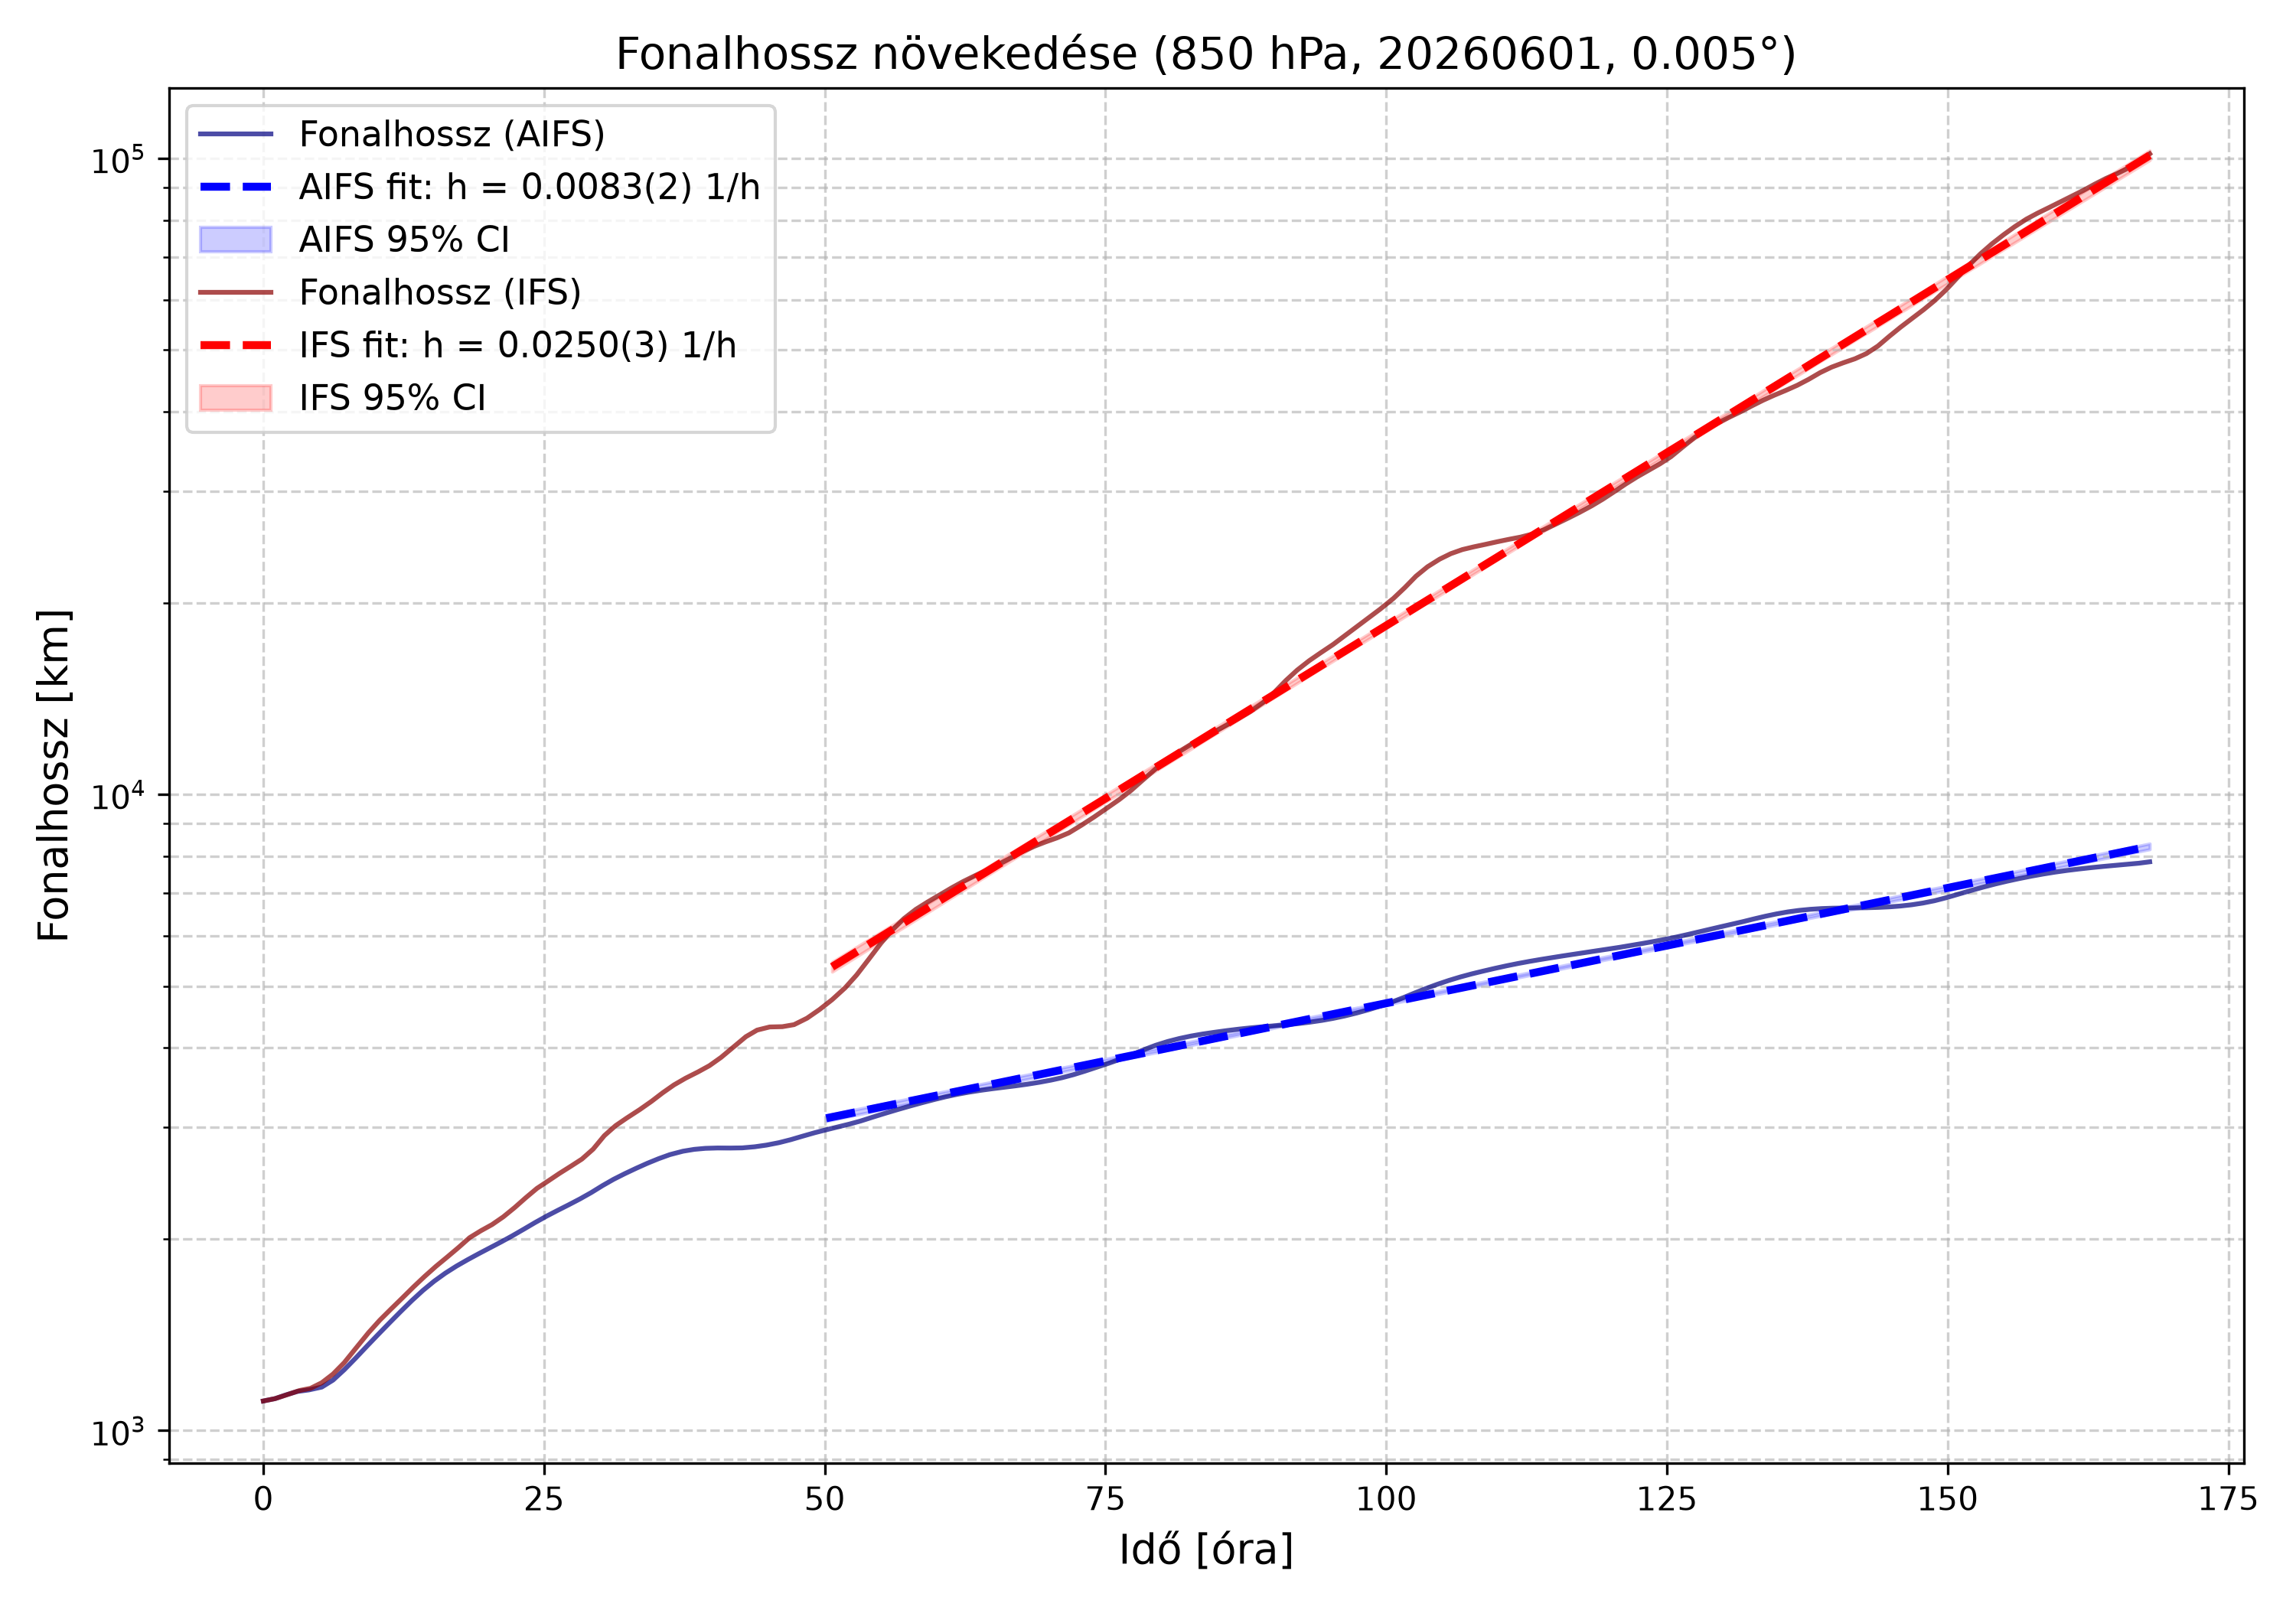 Fonalhossz növekedése (850 hPa, 20260601, 0.005°)
Fonalhossz (AIFS)
AIFS fit: h = 0.0083(2) 1/h
AIFS 95% CI
Fonalhossz (IFS)
IFS fit: h = 0.0250(3) 1/h
IFS 95% CI
Fonalhossz [km]
10⁵
10⁴
10³
0 25 50 75 100 125 150 175
Idő [óra]